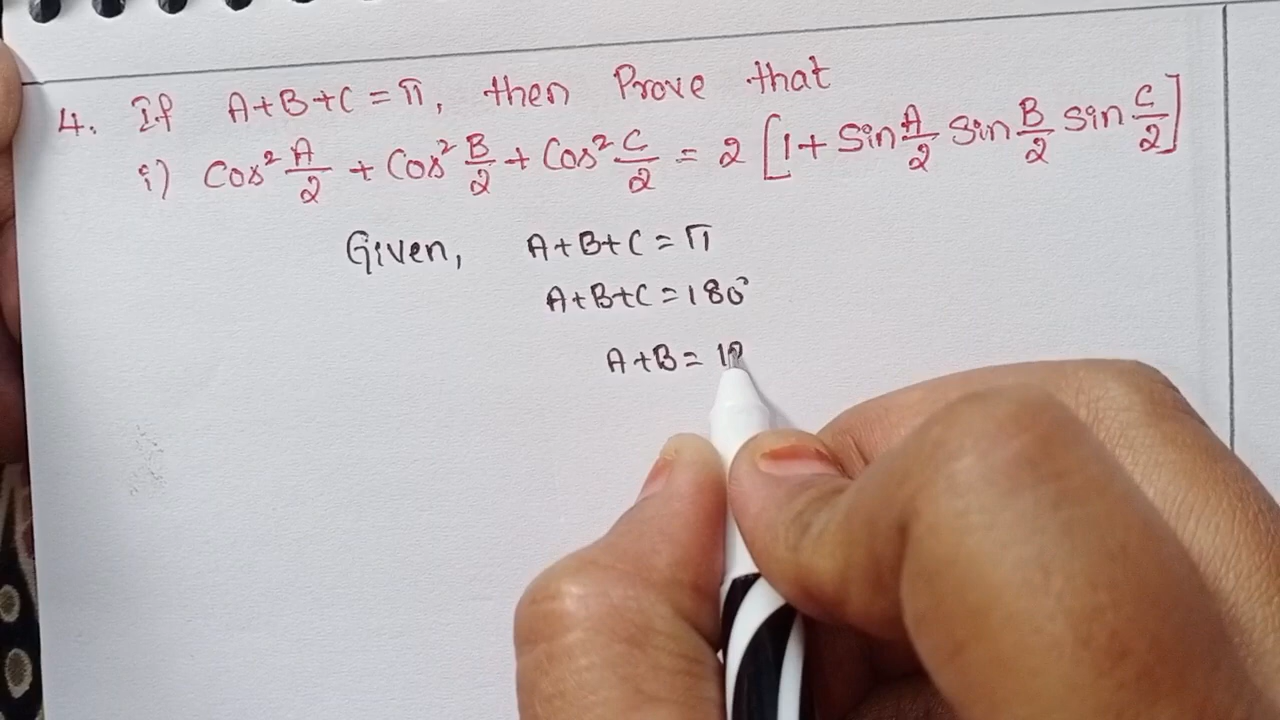 4. If A+B+C = π, then Prove that
i) Cos² A/2 + Cos² B/2 + Cos² C/2 = 2 [1+ Sin A/2 Sin B/2 Sin C/2]
Given, A+B+C = π
A+B+C = 180°
A+B = 18